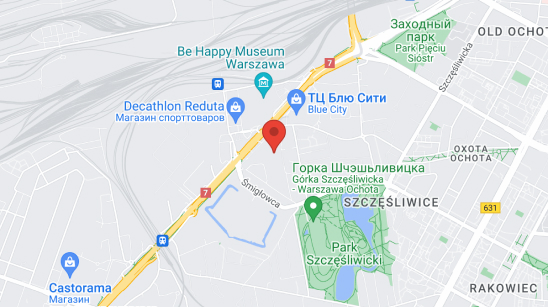 Заходный
парк
Park Pięciu
Sióstr
OLD OCHOTA
Be Happy Museum
Warszawa
7
Szczęśliwicka
ТЦ Блю Сити
Blue City
Decathlon Reduta
Магазин спорттоваров
OXOTA
OCHOTA
Горка Шчэшьливицка
Górka Szczęśliwicka
- Warszawa Ochota
Śmigłowca
7
SZCZĘŚLIWICE
631
Park
Szczęśliwicki
Castorama
Магазин
RAKOWIEC